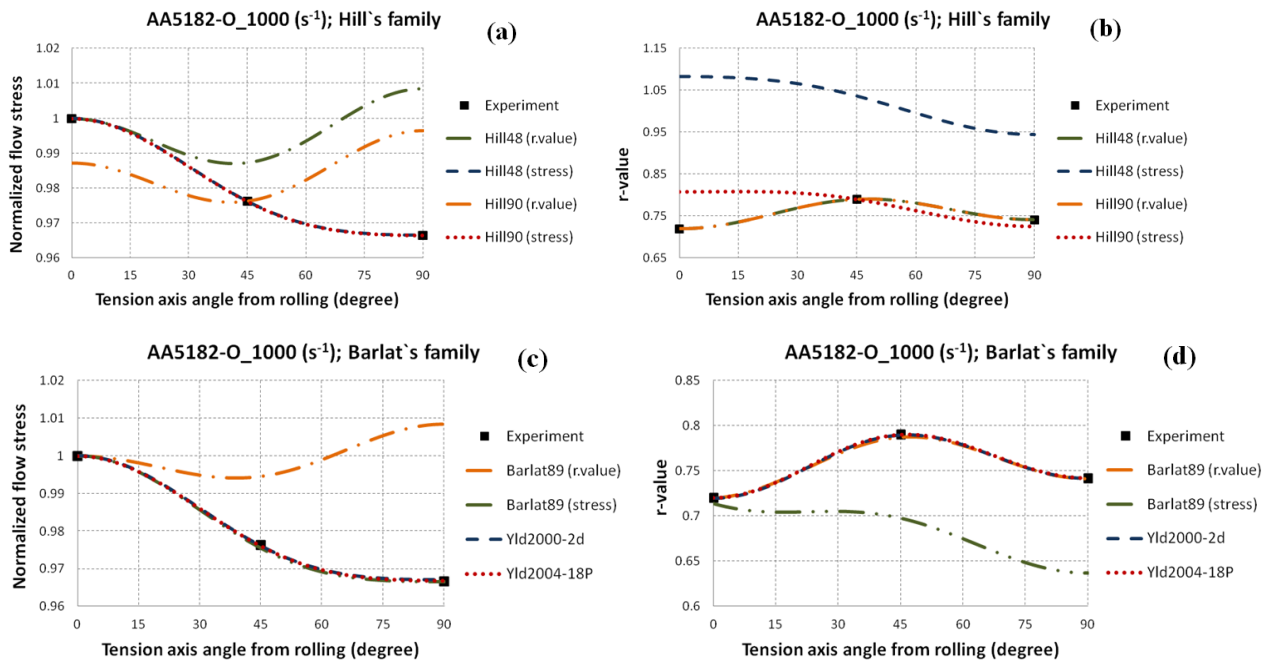 AA5182-O_1000 (s-1); Hill`s family
(a)
Normalized flow stress
1.02
1.01
1
0.99
0.98
0.97
0.96
0 15 30 45 60 75 90
Tension axis angle from rolling (degree)
Experiment
Hill48 (r.value)
Hill48 (stress)
Hill90 (r.value)
Hill90 (stress)
AA5182-O_1000 (s-1); Hill`s family
(b)
r-value
1.15
1.05
0.95
0.85
0.75
0.65
0 15 30 45 60 75 90
Tension axis angle from rolling (degree)
Experiment
Hill48 (r.value)
Hill48 (stress)
Hill90 (r.value)
Hill90 (stress)
AA5182-O_1000 (s-1); Barlat`s family
(c)
Normalized flow stress
1.02
1.01
1
0.99
0.98
0.97
0.96
0 15 30 45 60 75 90
Tension axis angle from rolling (degree)
Experiment
Barlat89 (r.value)
Barlat89 (stress)
Yld2000-2d
Yld2004-18P
AA5182-O_1000 (s-1); Barlat`s family
(d)
r-value
0.85
0.8
0.75
0.7
0.65
0.6
0 15 30 45 60 75 90
Tension axis angle from rolling (degree)
Experiment
Barlat89 (r.value)
Barlat89 (stress)
Yld2000-2d
Yld2004-18P